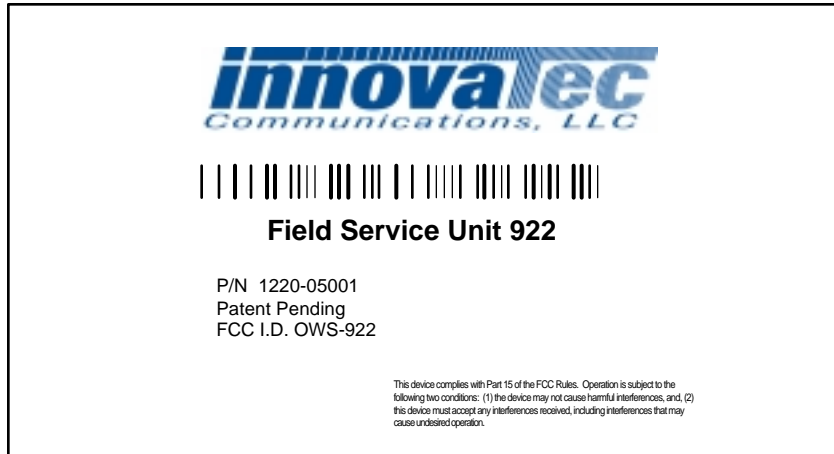 innovaTec
Communications, LLC
Field Service Unit 922
P/N 1220-05001
Patent Pending
FCC I.D. OWS-922
This device complies with Part 15 of the FCC Rules. Operation is subject to the
following two conditions: (1) the device may not cause harmful interferences, and, (2)
this device must accept any interferences received, including interferences that may
cause undesired operation.